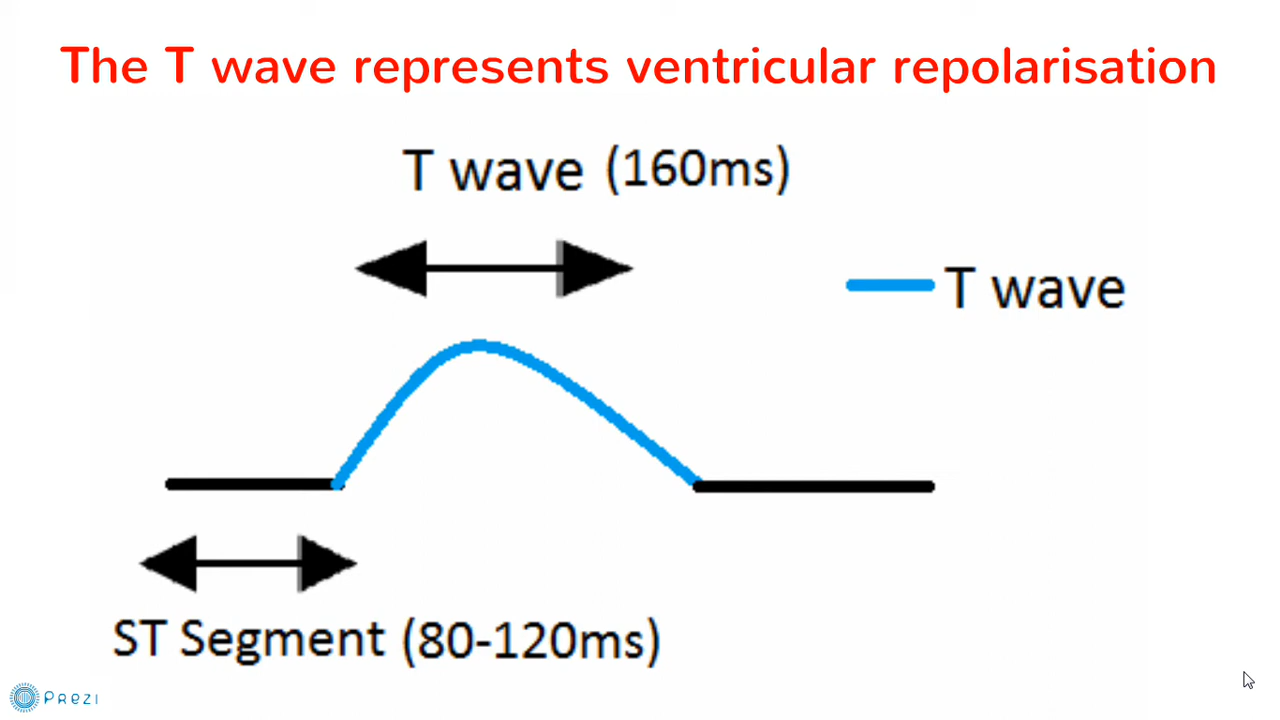 The T wave represents ventricular repolarisation
T wave (160ms)
T wave
ST Segment (80-120ms)
Prezi